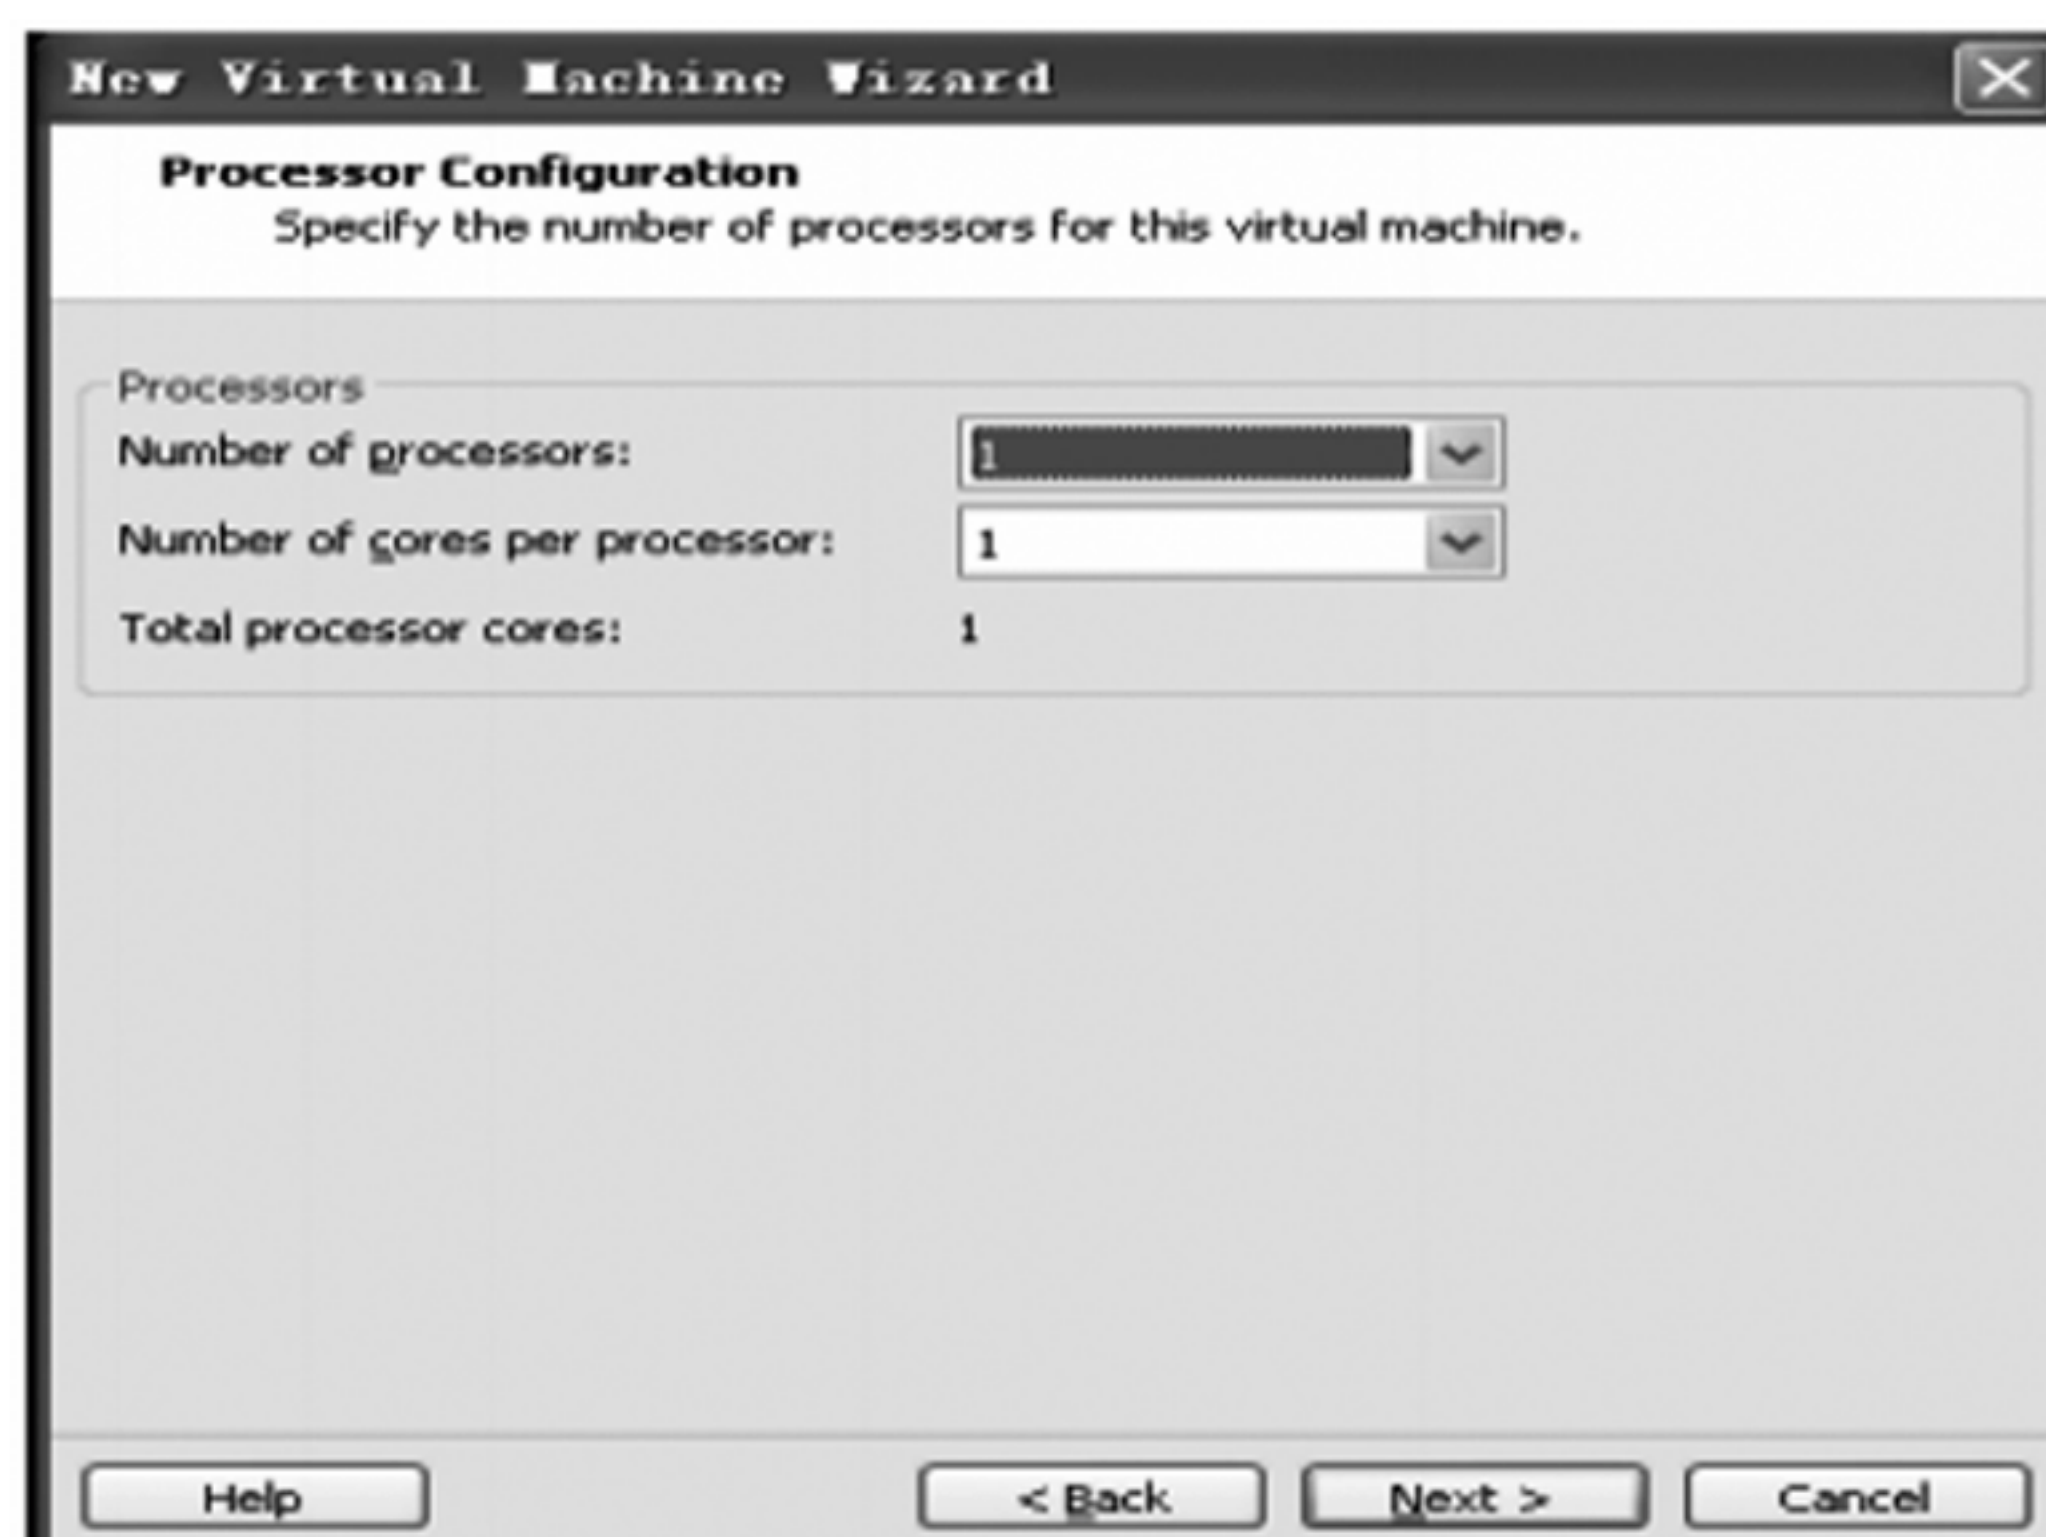 New Virtual Machine Wizard
Processor Configuration
Specify the number of processors for this virtual machine.
Processors
Number of processors: 1
Number of cores per processor: 1
Total processor cores: 1
Help < Back Next > Cancel